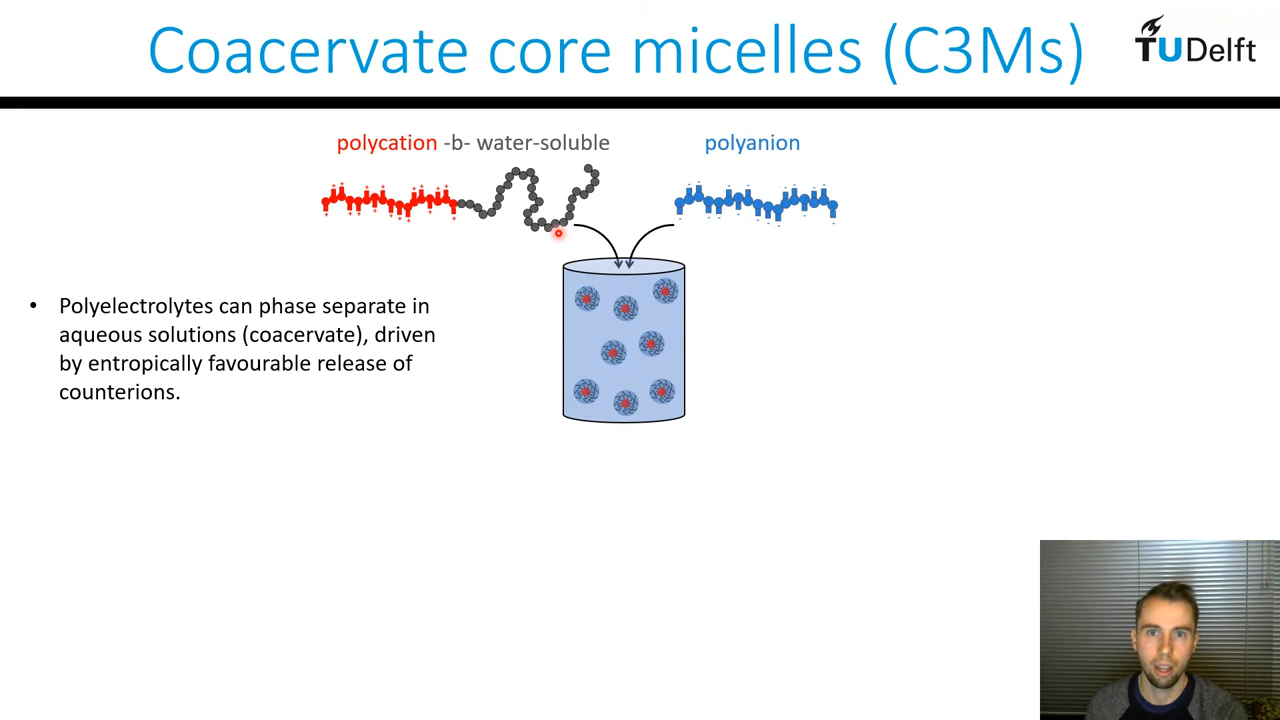 Coacervate core micelles (C3Ms)
TUDelft
polycation -b- water-soluble
polyanion
• Polyelectrolytes can phase separate in
aqueous solutions (coacervate), driven
by entropically favourable release of
counterions.